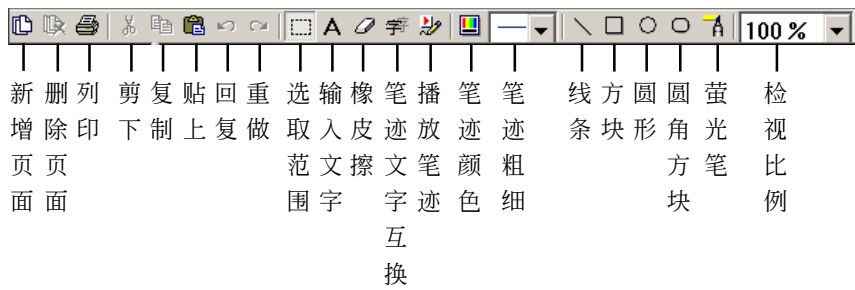 100 %
新增页面
删除页面
列印
剪下
复制
贴上
回复
重做
选取范围
输入文字
橡皮擦
笔迹文字互换
播放笔迹
笔迹颜色
笔迹粗细
线条
方块
圆形
圆角方块
萤光笔
检视比例